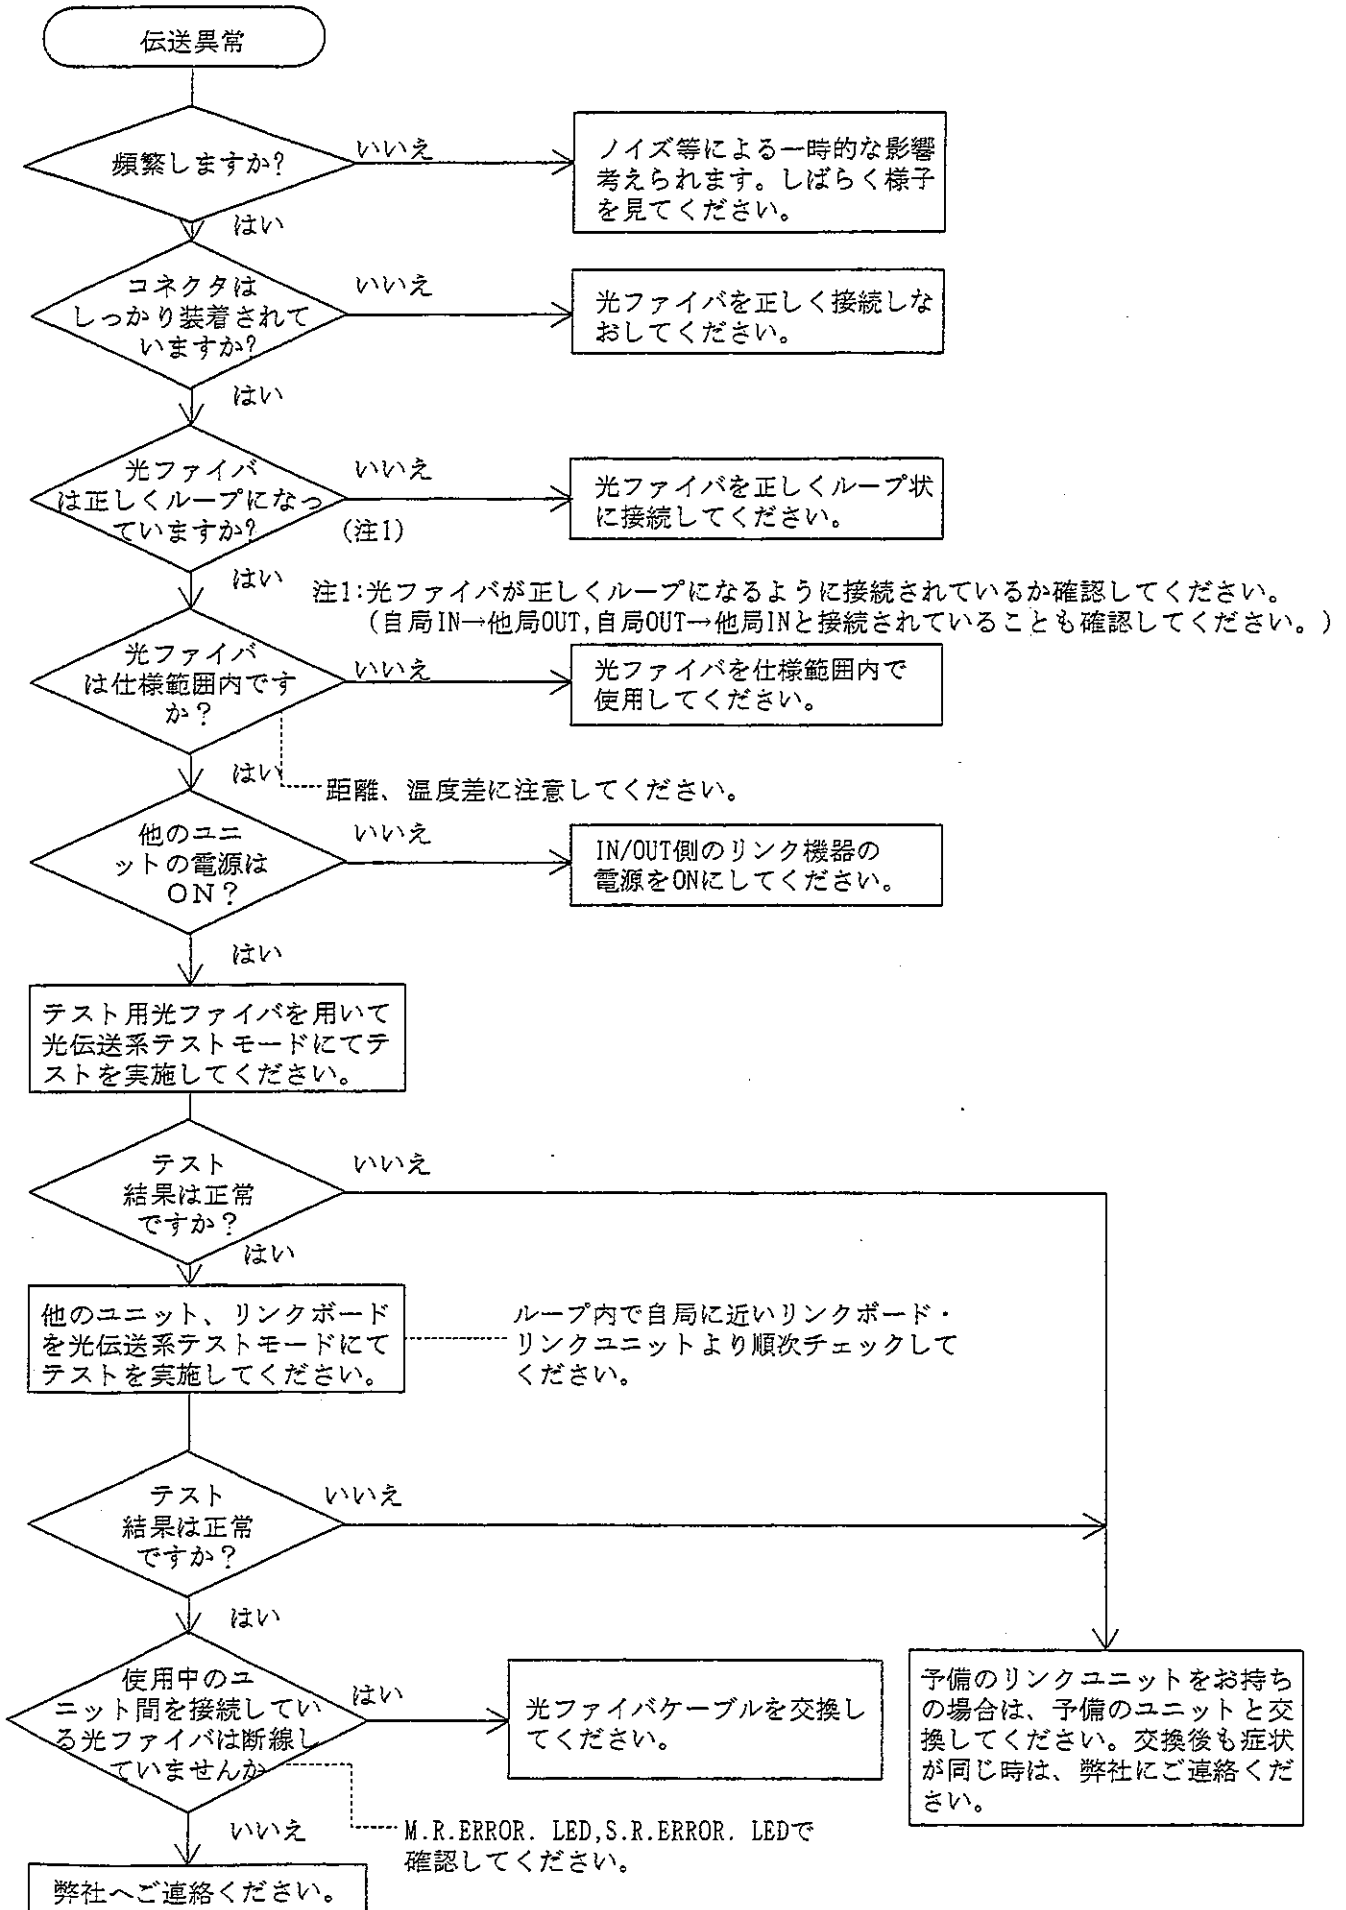 伝送異常
頻繁しますか?
いいえ
ノイズ等による一時的な影響
考えられます。しばらく様子
を見てください。
はい
コネクタは
しっかり装着されて
いますか?
いいえ
光ファイバを正しく接続しな
おしてください。
はい
光ファイバ
は正しくループになっ
ていますか?
いいえ
(注1)
光ファイバを正しくループ状
に接続してください。
はい
注1:光ファイバが正しくループになるように接続されているか確認してください。
(自局IN→他局OUT,自局OUT→他局INと接続されていることも確認してください。)
光ファイバ
は仕様範囲内です
か?
いいえ
光ファイバを仕様範囲内で
使用してください。
はい
距離、温度差に注意してください。
他のユニ
ットの電源は
ON?
いいえ
IN/OUT側のリンク機器の
電源をONにしてください。
はい
テスト用光ファイバを用いて
光伝送系テストモードにてテ
ストを実施してください。
テスト
結果は正常
ですか?
いいえ
はい
他のユニット、リンクボード
を光伝送系テストモードにて
テストを実施してください。
ループ内で自局に近いリンクボード・
リンクユニットより順次チェックして
ください。
テスト
結果は正常
ですか?
いいえ
はい
使用中のユ
ニット間を接続してい
る光ファイバは断線し
ていませんか
はい
光ファイバケーブルを交換し
てください。
予備のリンクユニットをお持ち
の場合は、予備のユニットと交
換してください。交換後も症状
が同じ時は、弊社にご連絡くだ
さい。
いいえ
M.R.ERROR. LED,S.R.ERROR. LEDで
確認してください。
弊社へご連絡ください。